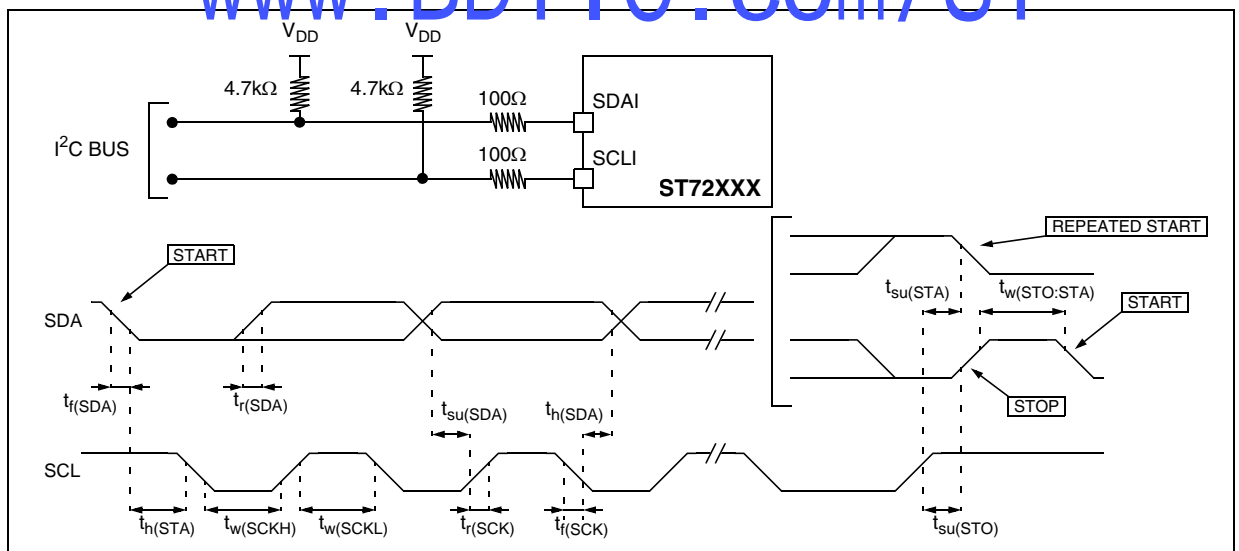 www.BDTIC.com/ST
VDD
VDD
4.7kΩ
4.7kΩ
100Ω
SDAI
I2C BUS
100Ω
SCLI
ST72XXX
REPEATED START
START
tsu(STA)
tw(STO:STA)
START
SDA
tf(SDA)
tr(SDA)
tsu(SDA)
th(SDA)
STOP
SCL
th(STA)
tw(SCKH)
tw(SCKL)
tr(SCK)
tf(SCK)
tsu(STO)